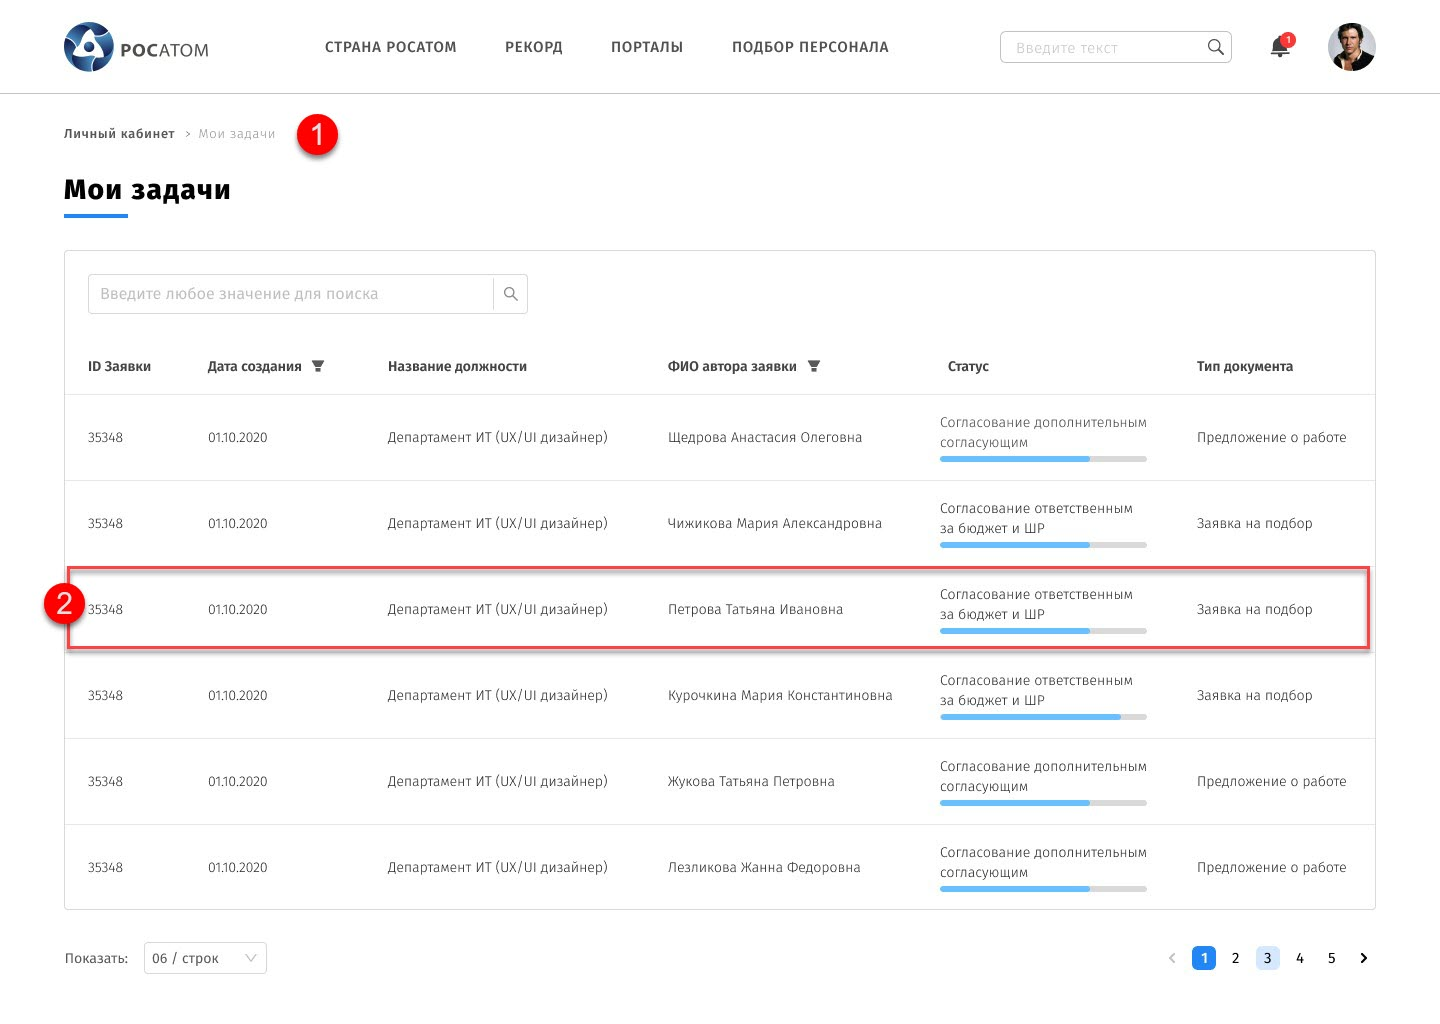 РОСАТОМ
СТРАНА РОСАТОМ РЕКОРД ПОРТАЛЫ ПОДБОР ПЕРСОНАЛА
Введите текст
1
Личный кабинет > Мои задачи
1
Мои задачи
Введите любое значение для поиска
ID Заявки Дата создания Название должности ФИО автора заявки Статус Тип документа
35348 01.10.2020 Департамент ИТ (UX/UI дизайнер) Щедрова Анастасия Олеговна Согласование дополнительным
согласующим Предложение о работе
35348 01.10.2020 Департамент ИТ (UX/UI дизайнер) Чижикова Мария Александровна Согласование ответственным
за бюджет и ШР Заявка на подбор
2
35348 01.10.2020 Департамент ИТ (UX/UI дизайнер) Петрова Татьяна Ивановна Согласование ответственным
за бюджет и ШР Заявка на подбор
35348 01.10.2020 Департамент ИТ (UX/UI дизайнер) Курочкина Мария Константиновна Согласование ответственным
за бюджет и ШР Заявка на подбор
35348 01.10.2020 Департамент ИТ (UX/UI дизайнер) Жукова Татьяна Петровна Согласование дополнительным
согласующим Предложение о работе
35348 01.10.2020 Департамент ИТ (UX/UI дизайнер) Лезликова Жанна Федоровна Согласование дополнительным
согласующим Предложение о работе
Показать: 06 / строк
< 1 2 3 4 5 >